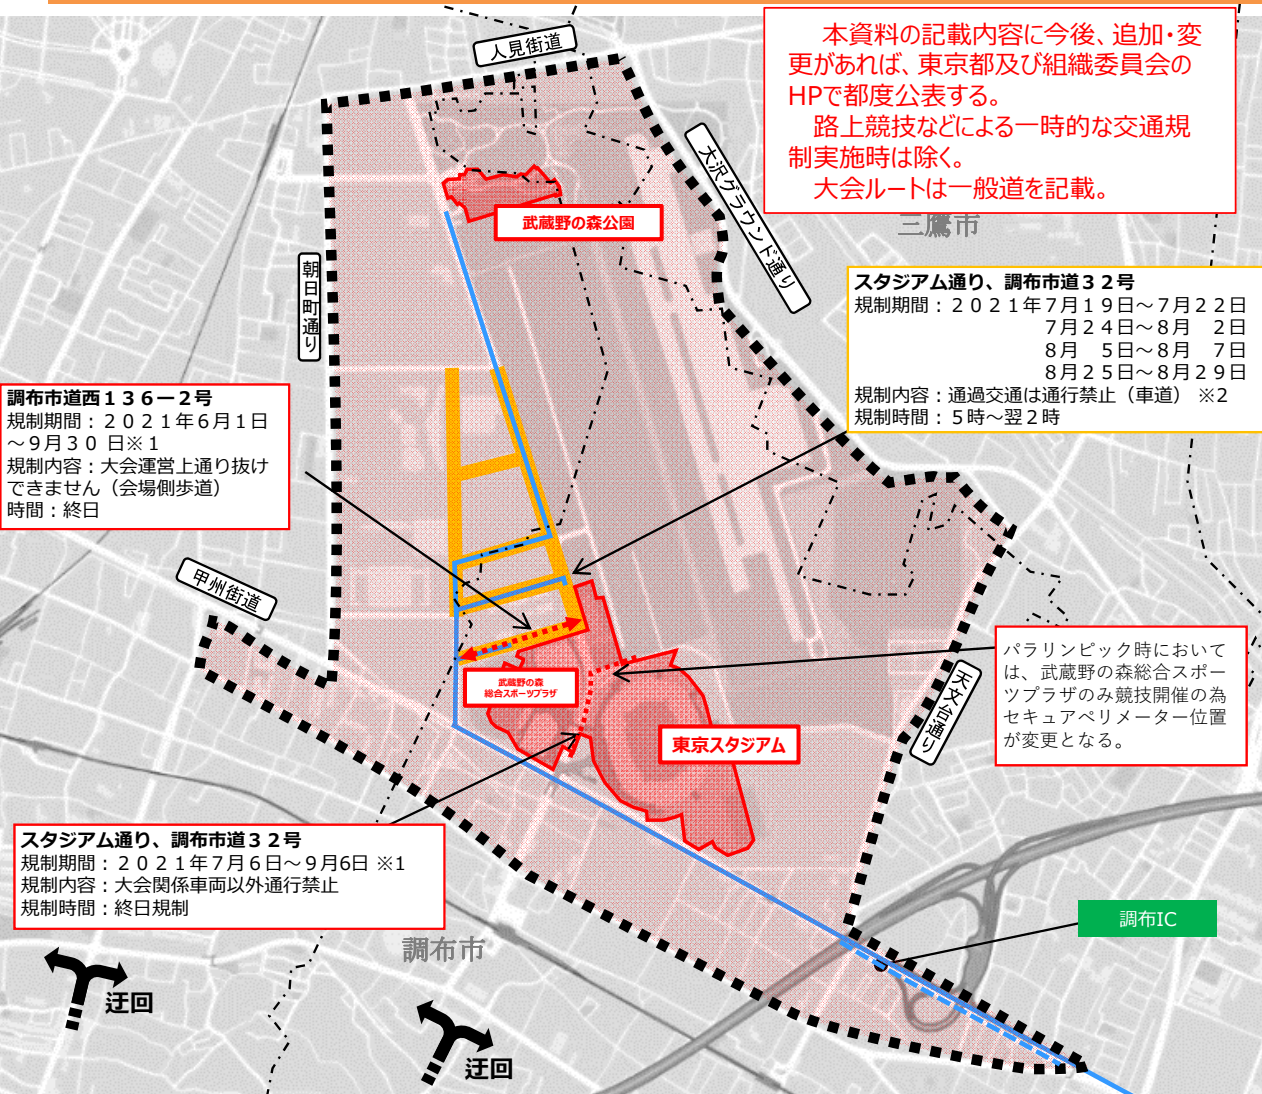 人見街道
本資料の記載内容に今後、追加・変
更があれば、東京都及び組織委員会の
HPで都度公表する。
路上競技などによる一時的な交通規
制実施時は除く。
大会ルートは一般道を記載。
大沢グラウンド通り
三鷹市
武蔵野の森公園
朝日町通り
スタジアム通り、調布市道３２号
規制期間：２０２１年７月１９日～７月２２日
７月２４日～８月　２日
８月　５日～８月　７日
８月２５日～８月２９日
規制内容：通過交通は通行禁止（車道） ※2
規制時間：５時～翌２時
調布市道西１３６－２号
規制期間：２０２１年６月１日
～９月３０ 日※１
規制内容：大会運営上通り抜け
できません（会場側歩道）
時間：終日
甲州街道
武蔵野の森
総合スポーツプラザ
東京スタジアム
天文台通り
パラリンピック時において
は、武蔵野の森総合スポー
ツプラザのみ競技開催の為
セキュアペリメーター位置
が変更となる。
スタジアム通り、調布市道３２号
規制期間：２０２１年７月６日～９月6日 ※1
規制内容：大会関係車両以外通行禁止
規制時間：終日規制
調布IC
調布市
迂回
迂回